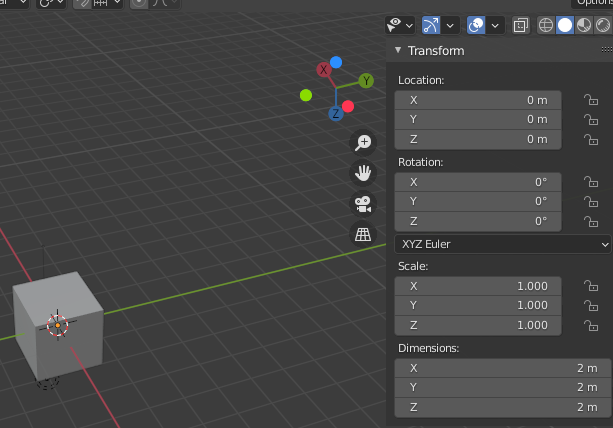 Options
Transform
Location:
X 0 m
Y 0 m
Z 0 m
Rotation:
X 0°
Y 0°
Z 0°
XYZ Euler
Scale:
X 1.000
Y 1.000
Z 1.000
Dimensions:
X 2 m
Y 2 m
Z 2 m
X
Y
Z